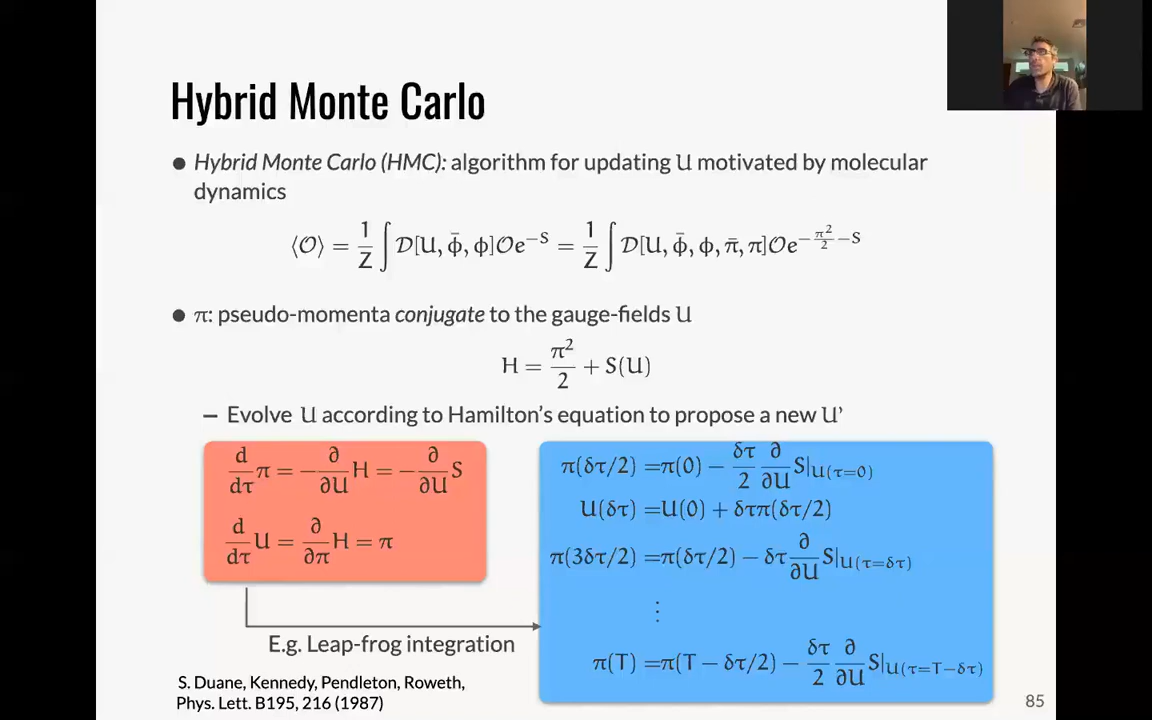 Hybrid Monte Carlo
● Hybrid Monte Carlo (HMC): algorithm for updating U motivated by molecular
dynamics
⟨𝒪⟩ = 1/Z ∫ 𝒟[U, ϕ̄, ϕ]𝒪e^{−S} = 1/Z ∫ 𝒟[U, ϕ̄, ϕ, π̄, π]𝒪e^{−π²/2 −S}
● π: pseudo-momenta conjugate to the gauge-fields U
H = π²/2 + S(U)
– Evolve U according to Hamilton's equation to propose a new U'
d/dτ π = −∂/∂U H = −∂/∂U S
d/dτ U = ∂/∂π H = π
π(δτ/2) =π(0) − δτ/2 ∂/∂U S|_{U(τ=0)}
U(δτ) =U(0) + δτπ(δτ/2)
π(3δτ/2) =π(δτ/2) − δτ ∂/∂U S|_{U(τ=δτ)}
⋮
π(T) =π(T − δτ/2) − δτ/2 ∂/∂U S|_{U(τ=T−δτ)}
E.g. Leap-frog integration
S. Duane, Kennedy, Pendleton, Roweth,
Phys. Lett. B195, 216 (1987)
85